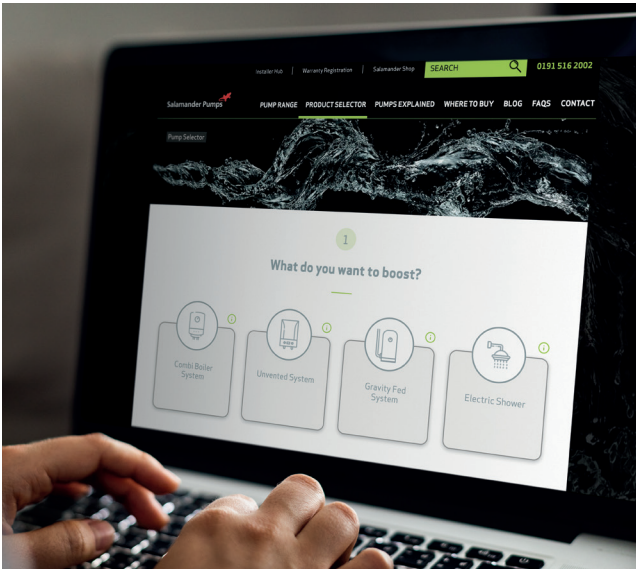 Installer Hub | Warranty Registration | Salamander Shop SEARCH 0191 516 2002
Salamander Pumps PUMP RANGE PRODUCT SELECTOR PUMPS EXPLAINED WHERE TO BUY BLOG FAQS CONTACT
Pump Selector
1
What do you want to boost?
Combi Boiler
System
Unvented System
Gravity Fed
System
Electric Shower